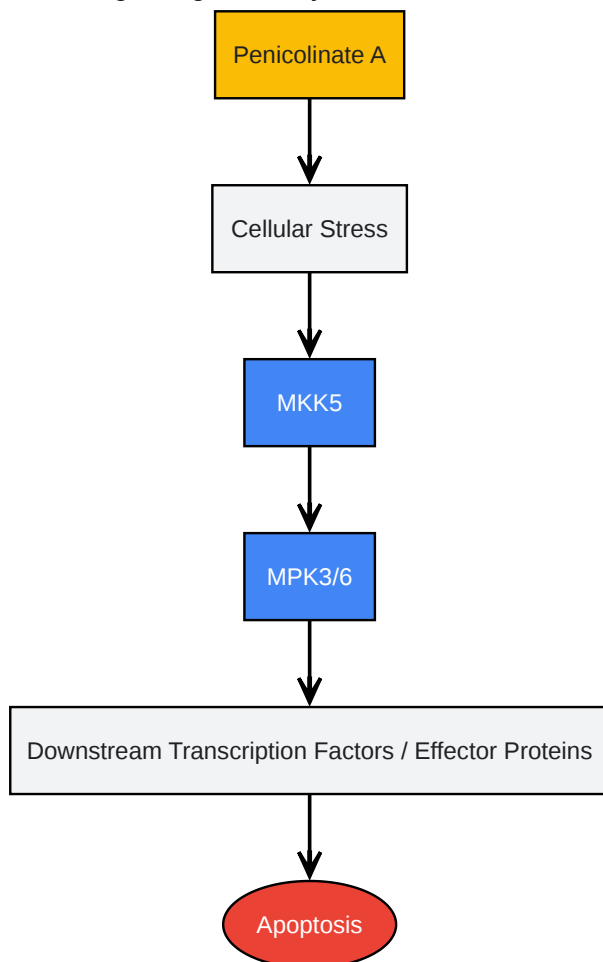 Penicolinate A
Cellular Stress
MKK5
MPK3/6
Downstream Transcription Factors / Effector Proteins
Apoptosis